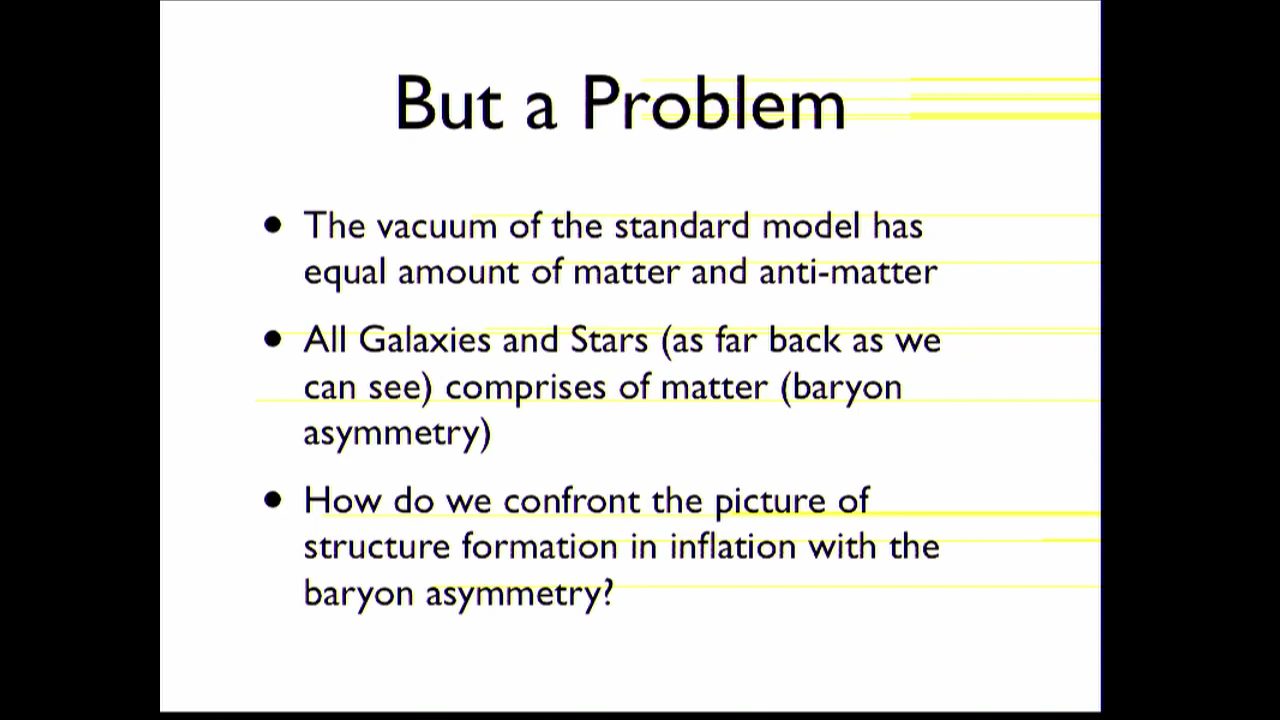 But a Problem
• The vacuum of the standard model has
equal amount of matter and anti-matter
• All Galaxies and Stars (as far back as we
can see) comprises of matter (baryon
asymmetry)
• How do we confront the picture of
structure formation in inflation with the
baryon asymmetry?